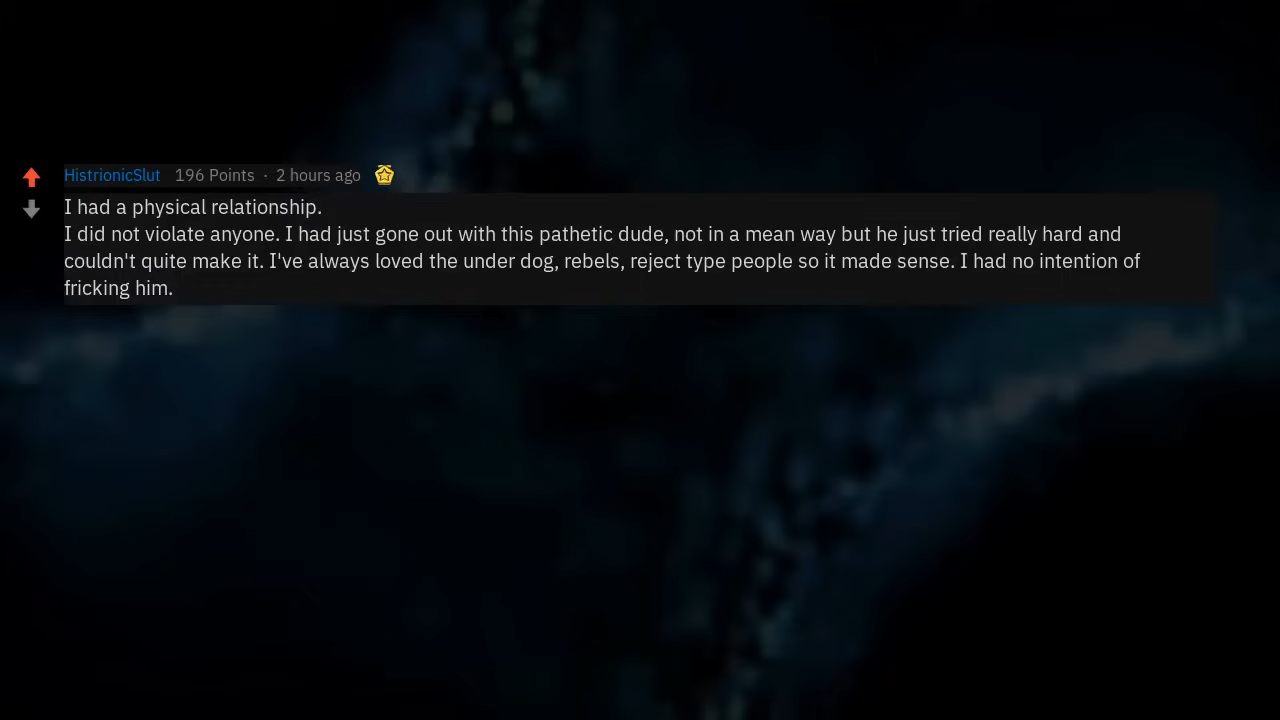 HistrionicSlut 196 Points · 2 hours ago
I had a physical relationship.
I did not violate anyone. I had just gone out with this pathetic dude, not in a mean way but he just tried really hard and
couldn't quite make it. I've always loved the under dog, rebels, reject type people so it made sense. I had no intention of
fricking him.